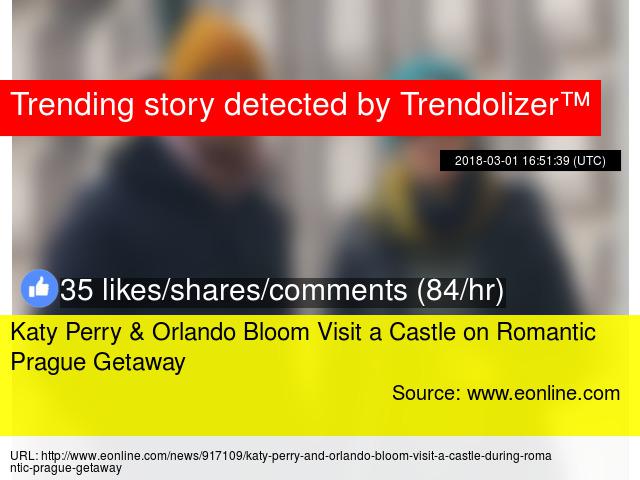 Trending story detected by Trendolizer™
2018-03-01 16:51:39 (UTC)
35 likes/shares/comments (84/hr)
Katy Perry & Orlando Bloom Visit a Castle on Romantic
Prague Getaway
Source: www.eonline.com
URL: http://www.eonline.com/news/917109/katy-perry-and-orlando-bloom-visit-a-castle-during-roma
ntic-prague-getaway